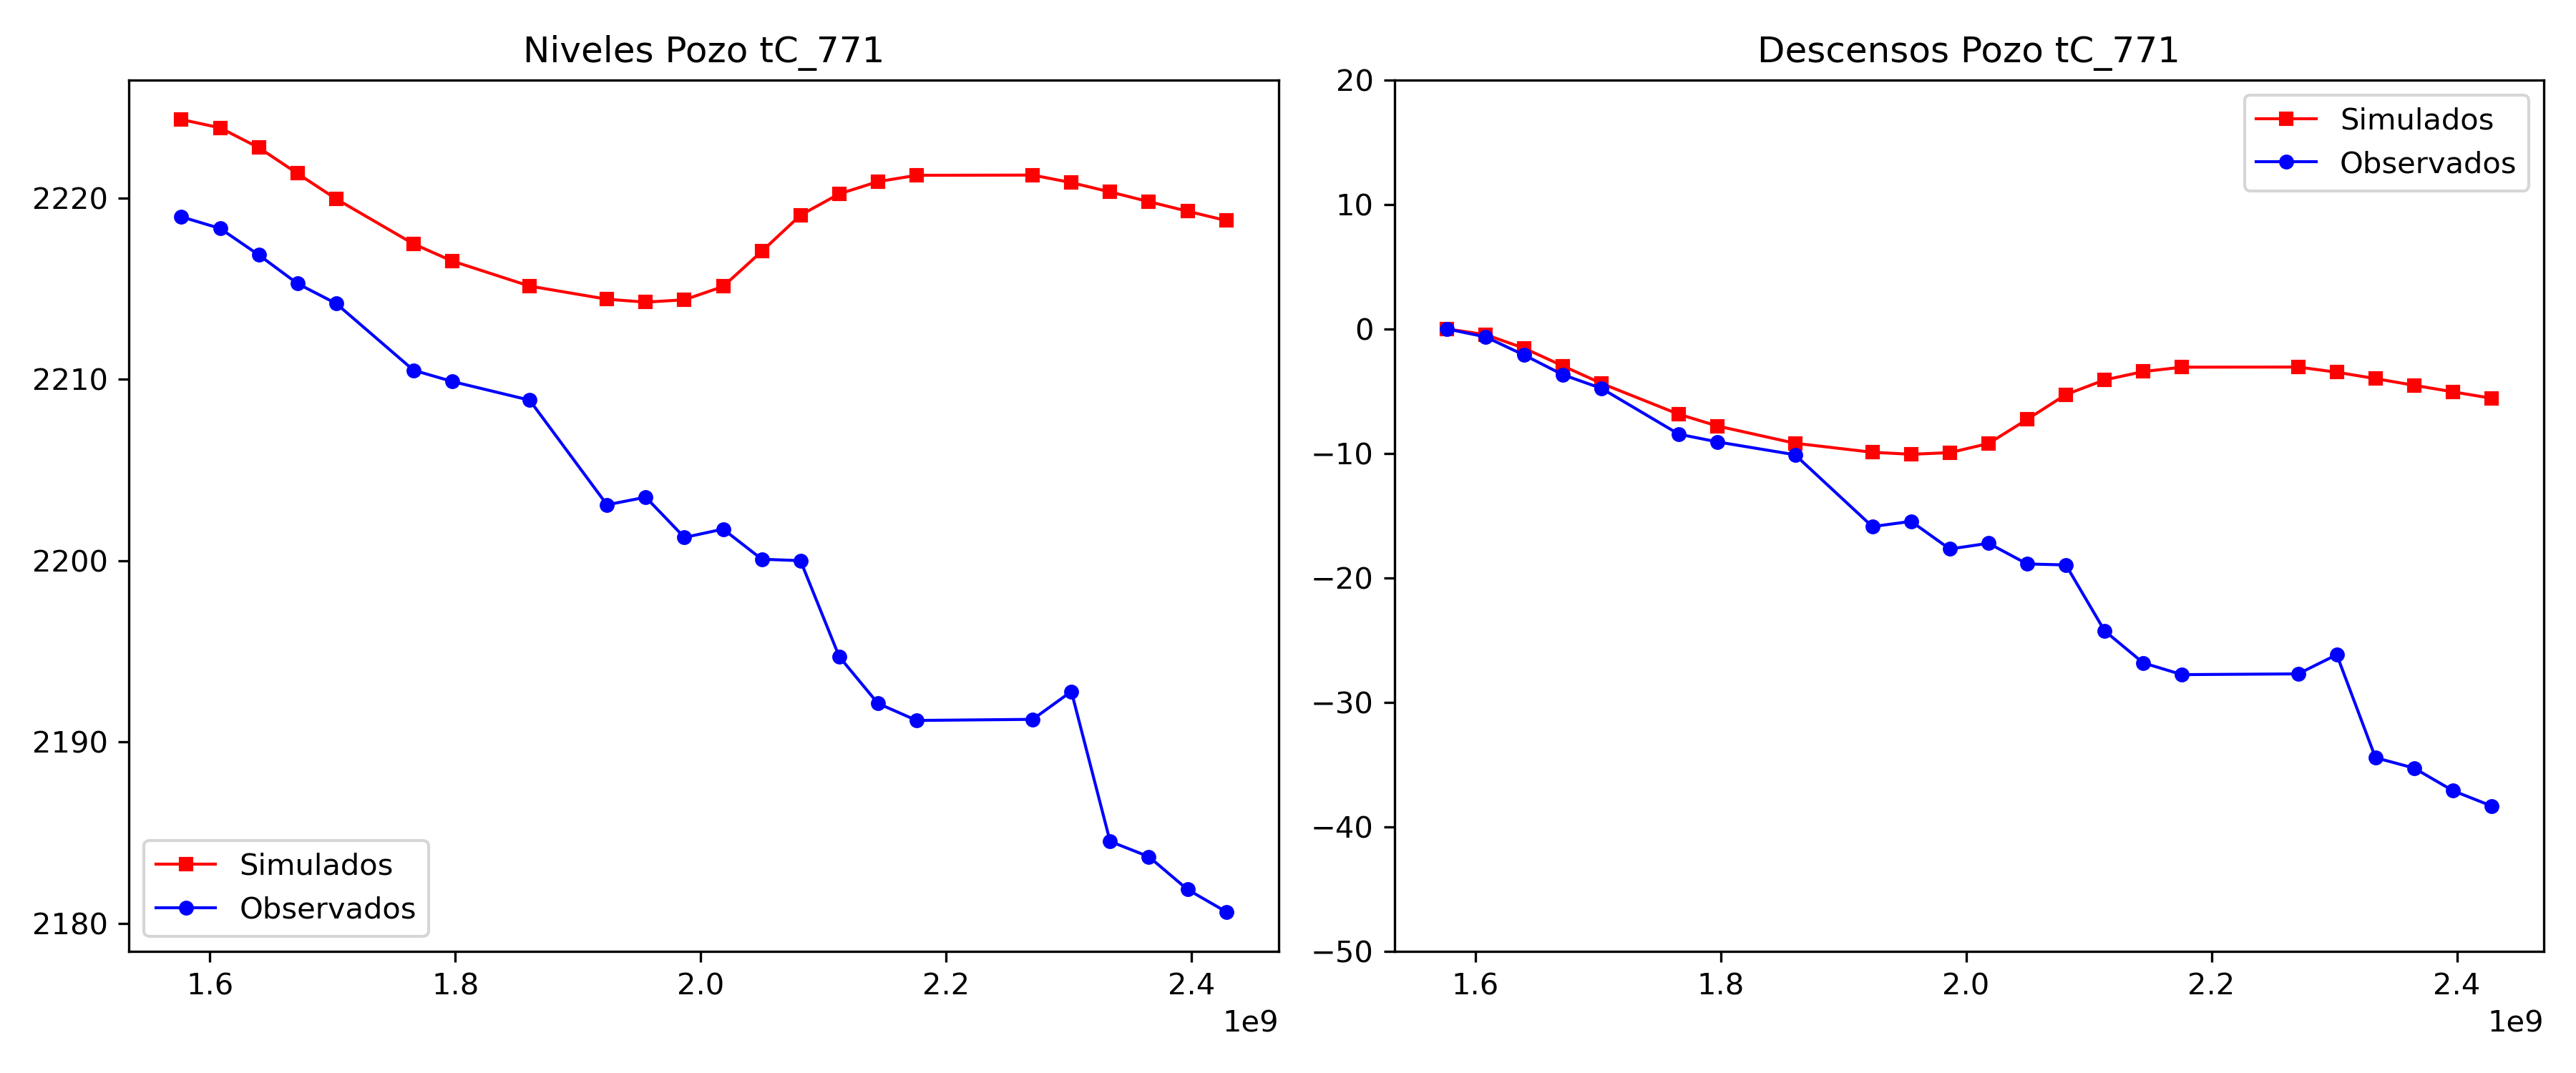 Niveles Pozo tC_771
2220
2210
2200
2190
2180
Simulados
Observados
1.6 1.8 2.0 2.2 2.4
1e9
Descensos Pozo tC_771
20
10
0
−10
−20
−30
−40
−50
Simulados
Observados
1.6 1.8 2.0 2.2 2.4
1e9